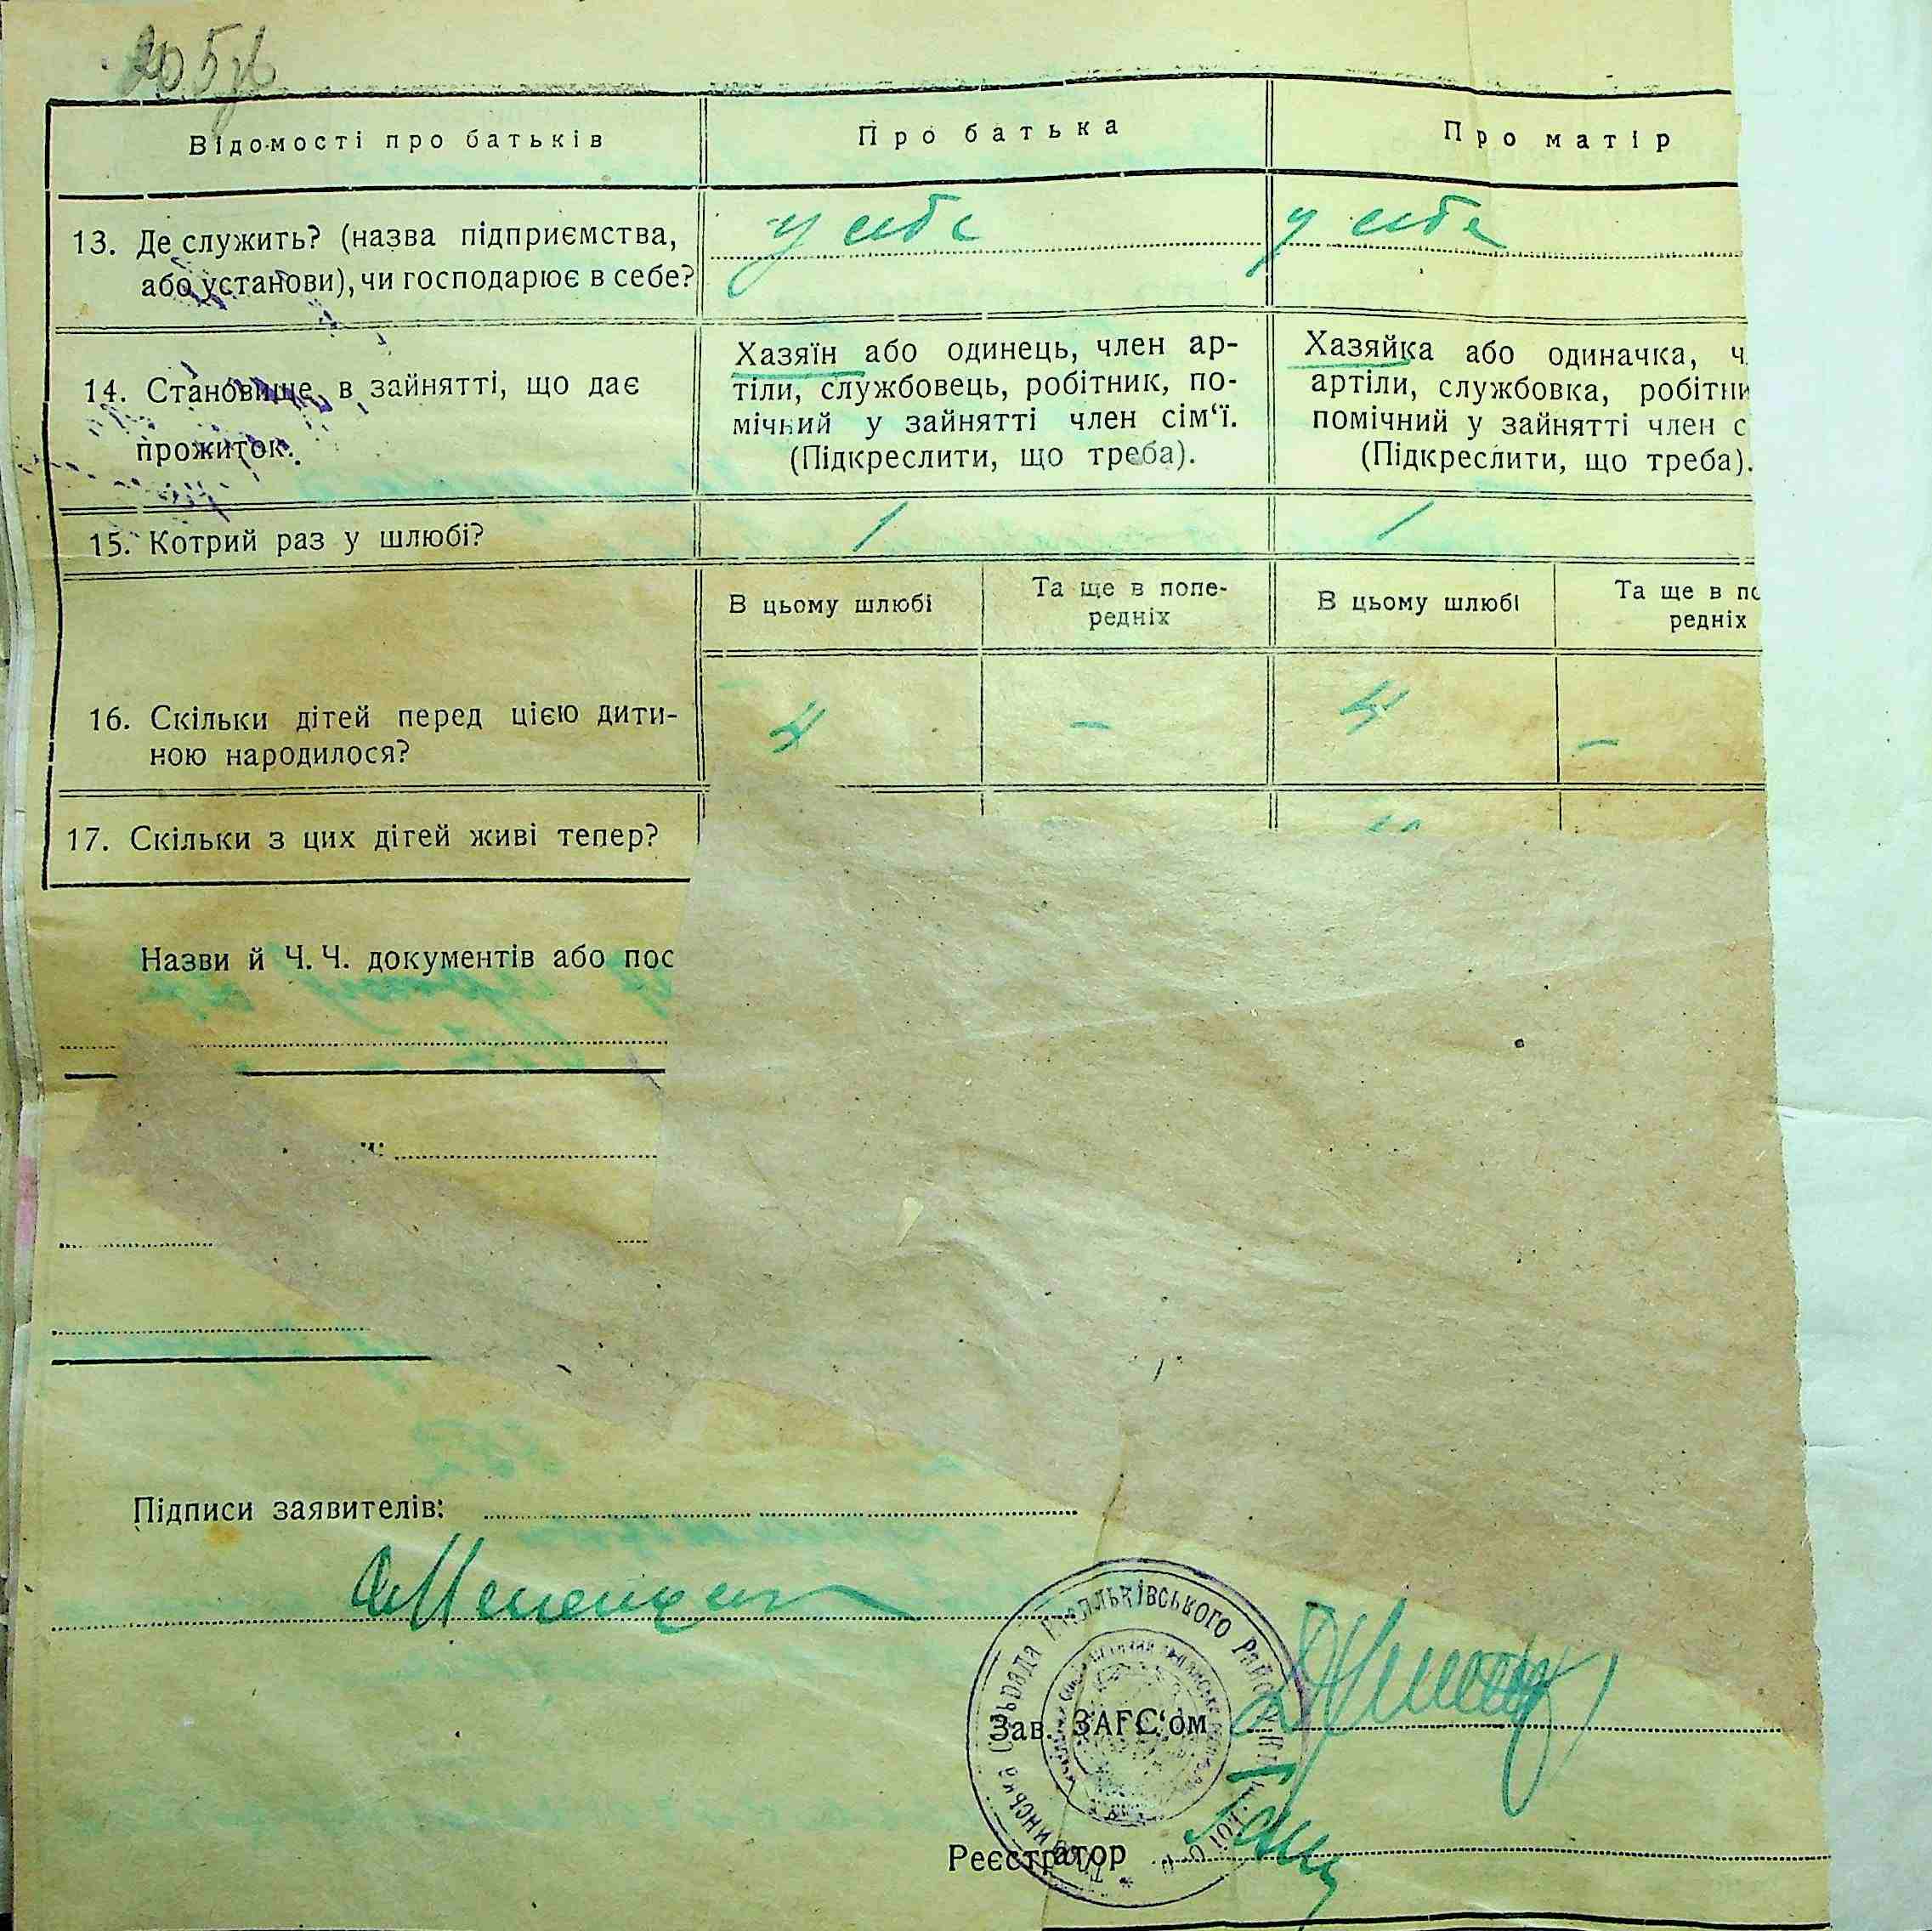 205
Відомості про батьків
Про батька
Про матір
13. Де служить? (назва підприємства,
або установи), чи господарює в себе?
у себе
у себе
14. Становище в зайнятті, що дає
прожиток.
Хазяїн або одинець, член ар-
тіли, службовець, робітник, по-
мічний у зайнятті член сім‘ї.
(Підкреслити, що треба).
Хазяйка або одиначка, ч
артіли, службовка, робітни
помічний у зайнятті член с
(Підкреслити, що треба).
15. Котрий раз у шлюбі?
1
1
В цьому шлюбі
Та ще в попе-
редніх
В цьому шлюбі
Та ще в по
редніх
16. Скільки дітей перед цією дити-
ною народилося?
4
–
4
–
17. Скільки з цих дітей живі тепер?
Назви й Ч. Ч. документів або пос
Підписи заявителів:
Зав. ЗАГС‘ом
Реєстратор